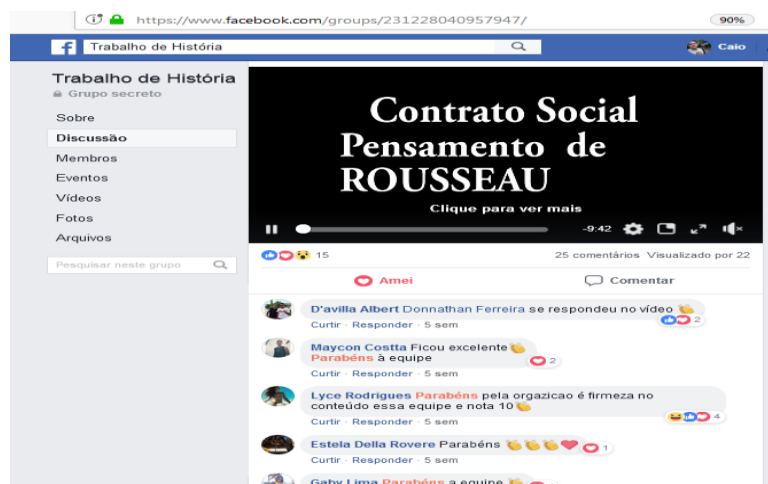 https://www.facebook.com/groups/231228040957947/
90%
f
Trabalho de História
Caio
Trabalho de História
Grupo secreto
Sobre
Discussão
Membros
Eventos
Vídeos
Fotos
Arquivos
Pesquisar neste grupo
Contrato Social
Pensamento de
ROUSSEAU
Clique para ver mais
-9:42
15
25 comentários Visualizado por 22
Amei
Comentar
D'avilla Albert Donnathan Ferreira se respondeu no vídeo
2
Curtir · Responder · 5 sem
Maycon Costta Ficou excelente
Parabéns à equipe
2
Curtir · Responder · 5 sem
Lyce Rodrigues Parabéns pela orgazicao é firmeza no
conteúdo essa equipe e nota 10
4
Curtir · Responder · 5 sem
Estela Della Rovere Parabéns
1
Curtir · Responder · 5 sem
Gaby Lima Parabéns a equipe